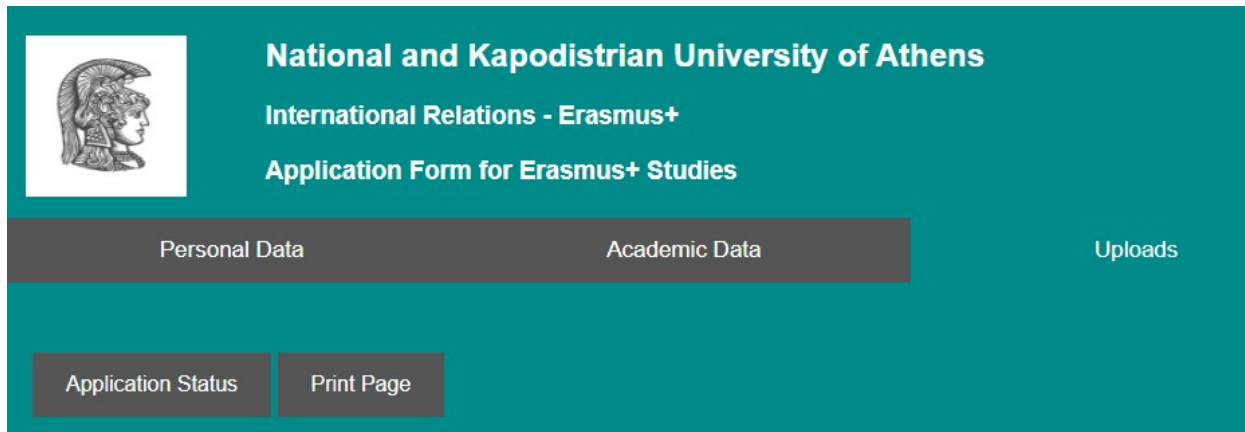 National and Kapodistrian University of Athens
International Relations - Erasmus+
Application Form for Erasmus+ Studies
Personal Data
Academic Data
Uploads
Application Status
Print Page